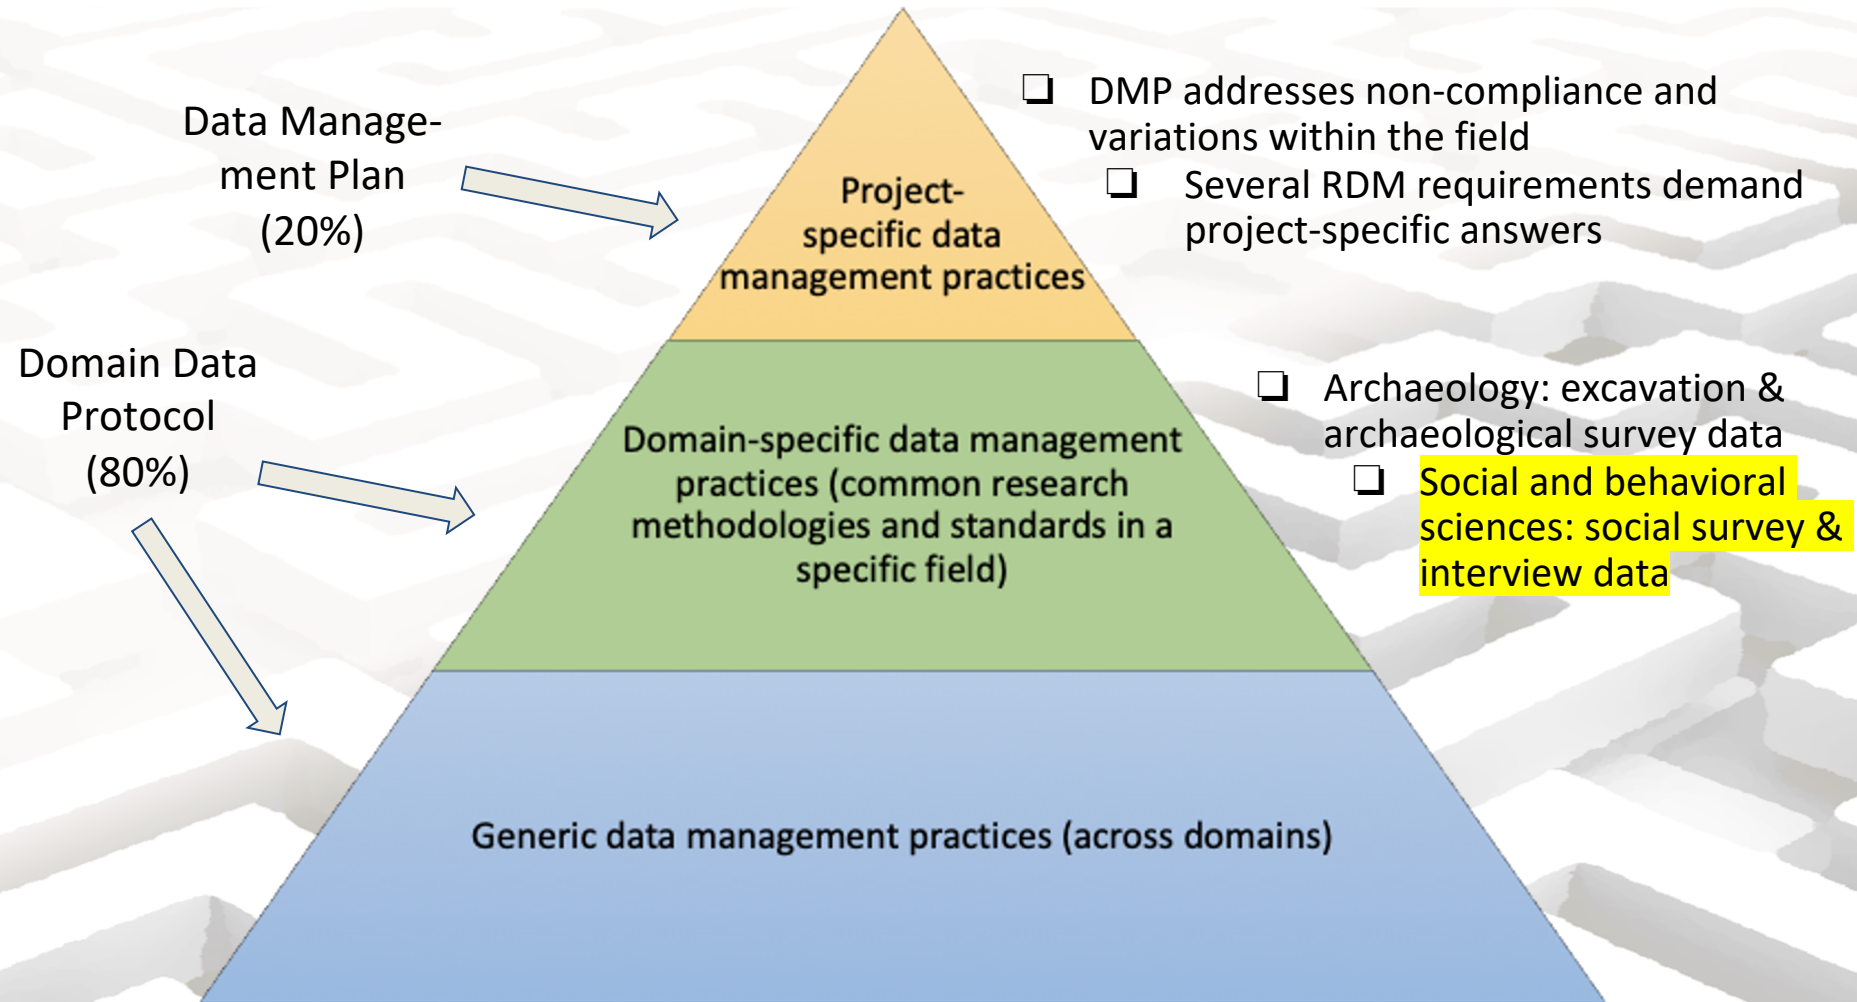 Data Manage-
ment Plan
(20%)
Project-
specific data
management practices
❏ DMP addresses non-compliance and
variations within the field
❏ Several RDM requirements demand
project-specific answers
Domain Data
Protocol
(80%)
Domain-specific data management
practices (common research
methodologies and standards in a
specific field)
❏ Archaeology: excavation &
archaeological survey data
❏ Social and behavioral
sciences: social survey &
interview data
Generic data management practices (across domains)